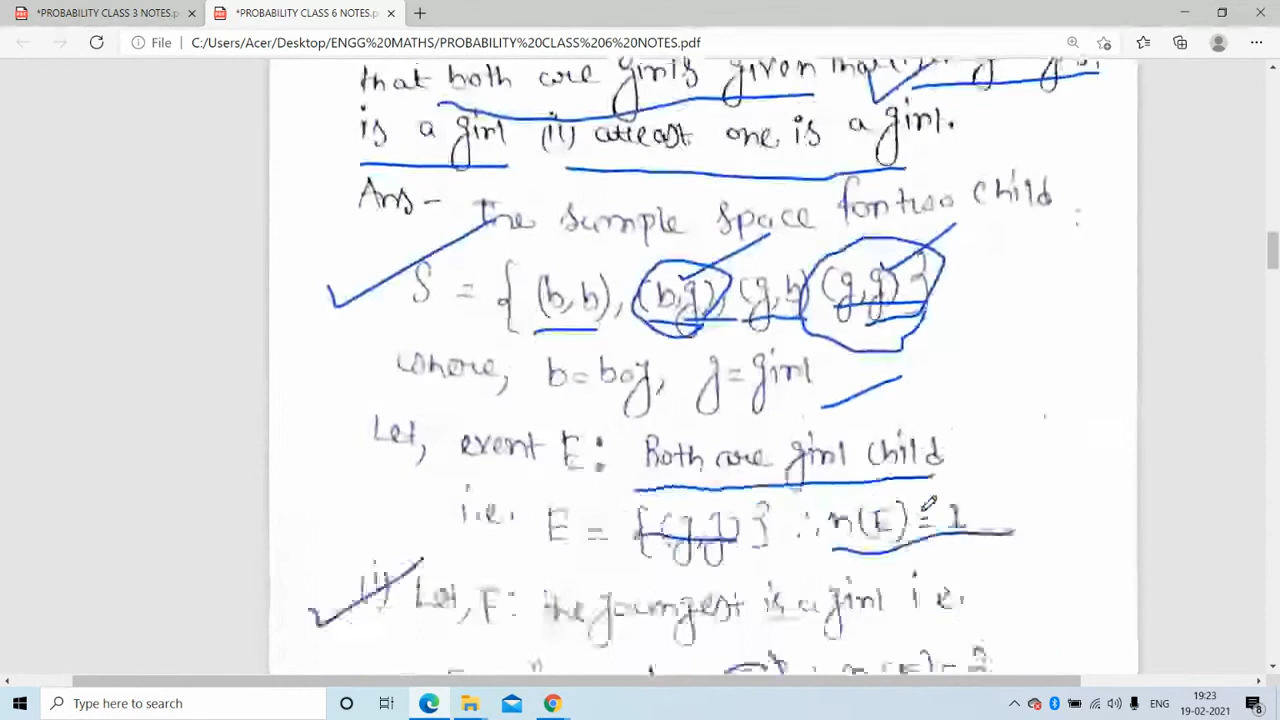 *PROBABILITY CLASS 3 NOTES.p
*PROBABILITY CLASS 6 NOTES.p
File C:/Users/Acer/Desktop/ENGG%20MATHS/PROBABILITY%20CLASS%206%20NOTES.pdf
that both are girls given
is a girl (ii) atleast one is a girl.
Ans - The sample space for two child
S = { (b,b), (b,g), (g,b) (g,g) }
where, b = boy, g = girl
Let, event E: Both are girl child
i.e. E = {(g,g)} ∴ n(E) = 1
(i) Let, F: the youngest is a girl i.e.
Type here to search
ENG
19:23
19-02-2021
8